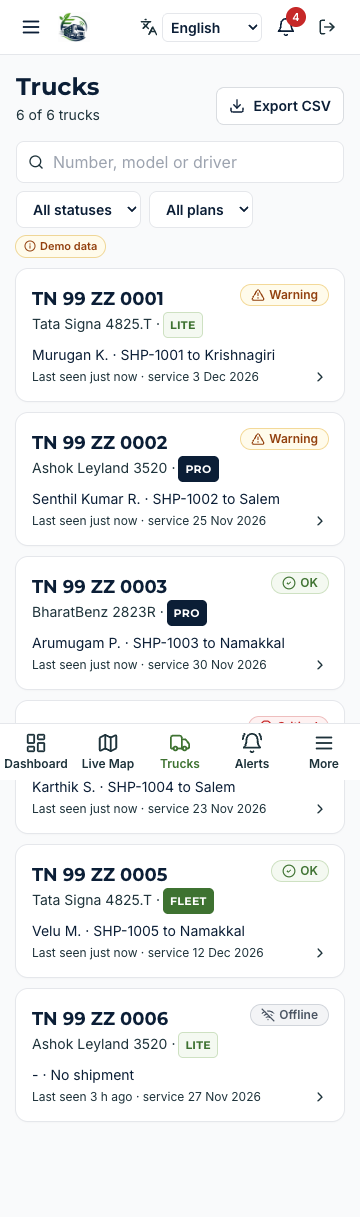 English
4
Trucks
6 of 6 trucks
Export CSV
Number, model or driver
All statuses
All plans
Demo data
TN 99 ZZ 0001
Warning
Tata Signa 4825.T · LITE
Murugan K. · SHP-1001 to Krishnagiri
Last seen just now · service 3 Dec 2026
TN 99 ZZ 0002
Warning
Ashok Leyland 3520 · PRO
Senthil Kumar R. · SHP-1002 to Salem
Last seen just now · service 25 Nov 2026
TN 99 ZZ 0003
OK
BharatBenz 2823R · PRO
Arumugam P. · SHP-1003 to Namakkal
Last seen just now · service 30 Nov 2026
Dashboard
Live Map
Trucks
Alerts
More
Karthik S. · SHP-1004 to Salem
Last seen just now · service 23 Nov 2026
TN 99 ZZ 0005
OK
Tata Signa 4825.T · FLEET
Velu M. · SHP-1005 to Namakkal
Last seen just now · service 12 Dec 2026
TN 99 ZZ 0006
Offline
Ashok Leyland 3520 · LITE
- · No shipment
Last seen 3 h ago · service 27 Nov 2026